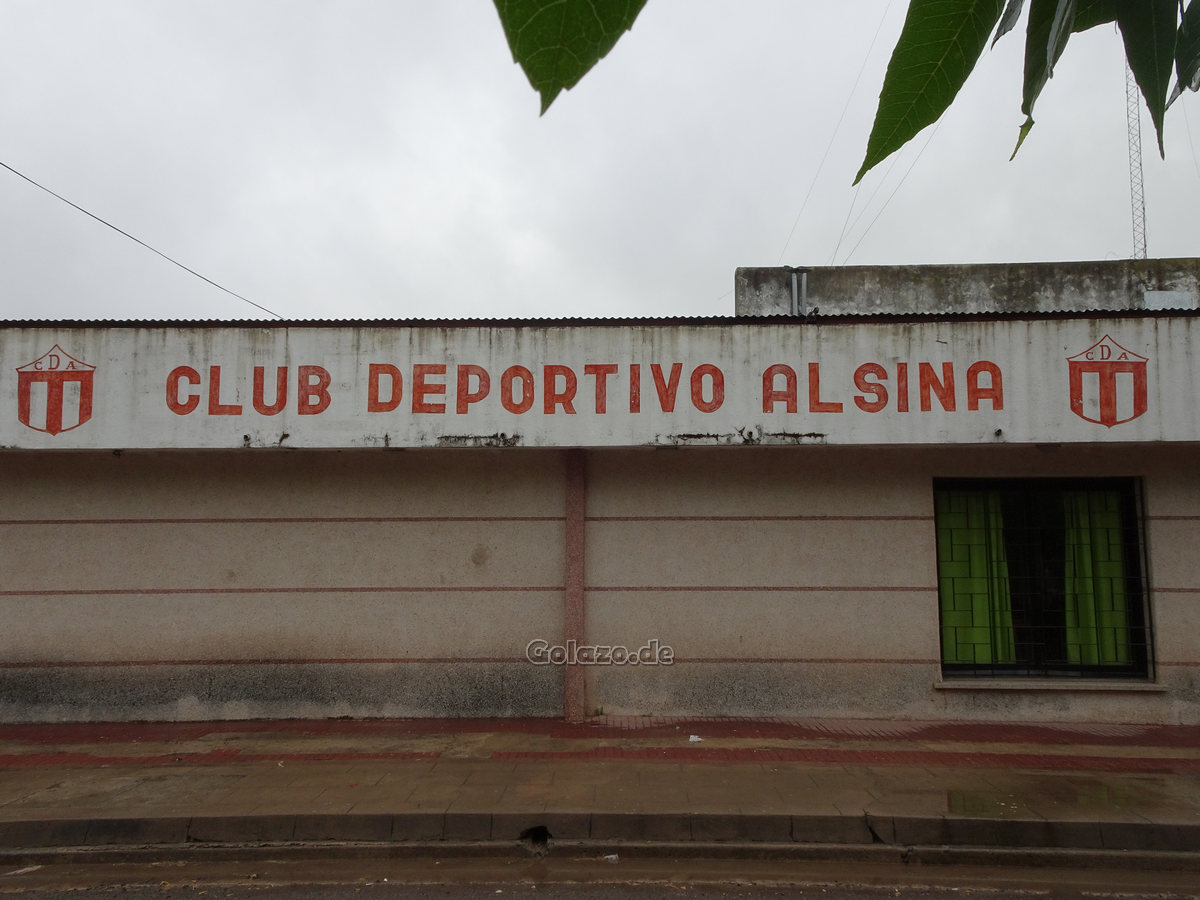 CDA
CLUB DEPORTIVO ALSINA
CDA
Golazo.de